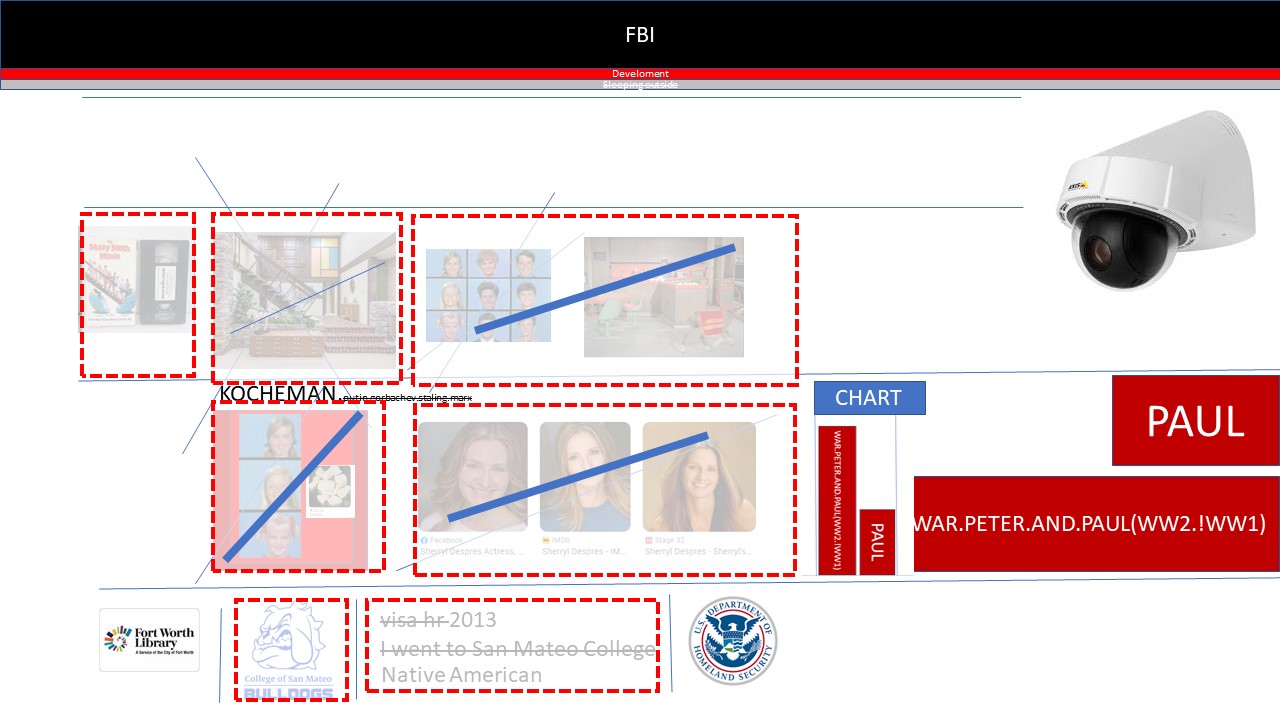 FBI
Develoment
Sleeping outside
AXIS
The
Brady Bunch
Movie
KOCHEMAN.putin.gorbachev.staling.marx
CHART
PAUL
WAR.PETER.AND.PAUL(WW2.!WW1)
PAUL
WAR.PETER.AND.PAUL(WW2.!WW1)
Facebook
Sherryl Despres Actress, ...
IMDb
Sherryl Despres - IM...
Stage 32
Sherryl Despres - Sherryl's...
Fort Worth
Library
A Service of the City of Fort Worth
College of San Mateo
BULLDOGS
visa hr 2013
I went to San Mateo College
Native American
U.S. DEPARTMENT OF
HOMELAND SECURITY